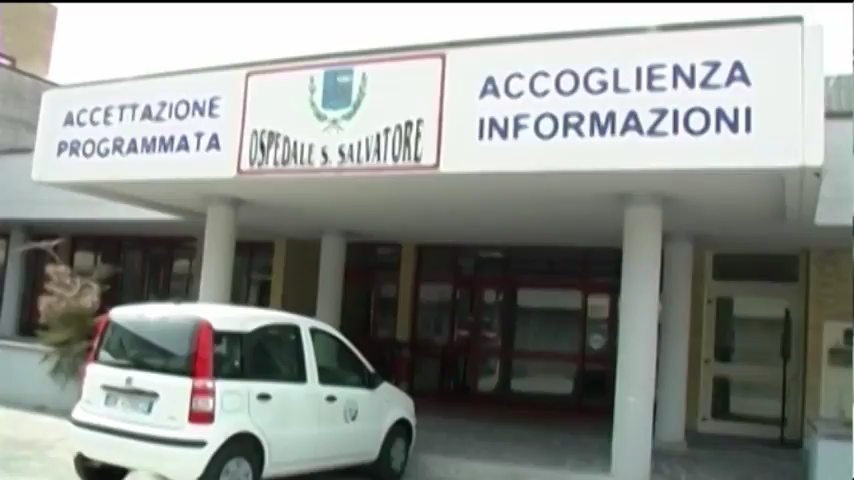 ACCETTAZIONE
PROGRAMMATA
OSPEDALE S. SALVATORE
ACCOGLIENZA
INFORMAZIONI